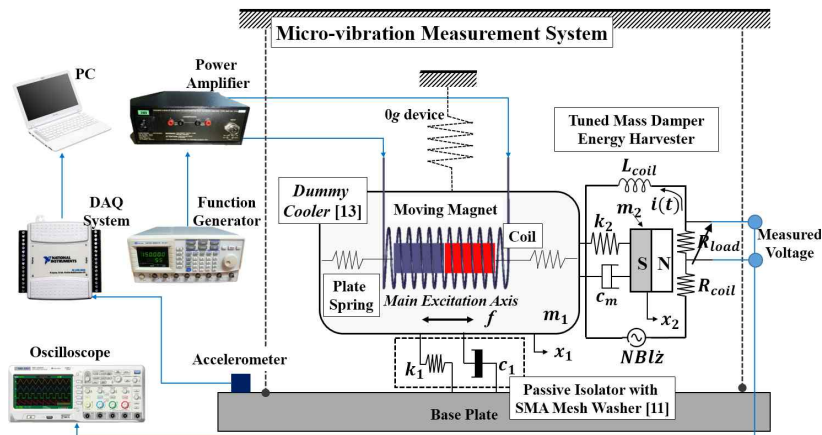 Micro-vibration Measurement System
PC
Power
Amplifier
0g device
Tuned Mass Damper
Energy Harvester
L_coil
i(t)
DAQ
System
Function
Generator
Dummy
Cooler [13]
Moving Magnet
Coil
k_2
m_2
S N
R_load
Measured
Voltage
NATIONAL
INSTRUMENTS
Plate
Spring
c_m
R_coil
Main Excitation Axis
f
m_1
x_2
x_1
NBlż
Oscilloscope
Accelerometer
k_1
c_1
Passive Isolator with
SMA Mesh Washer [11]
Base Plate